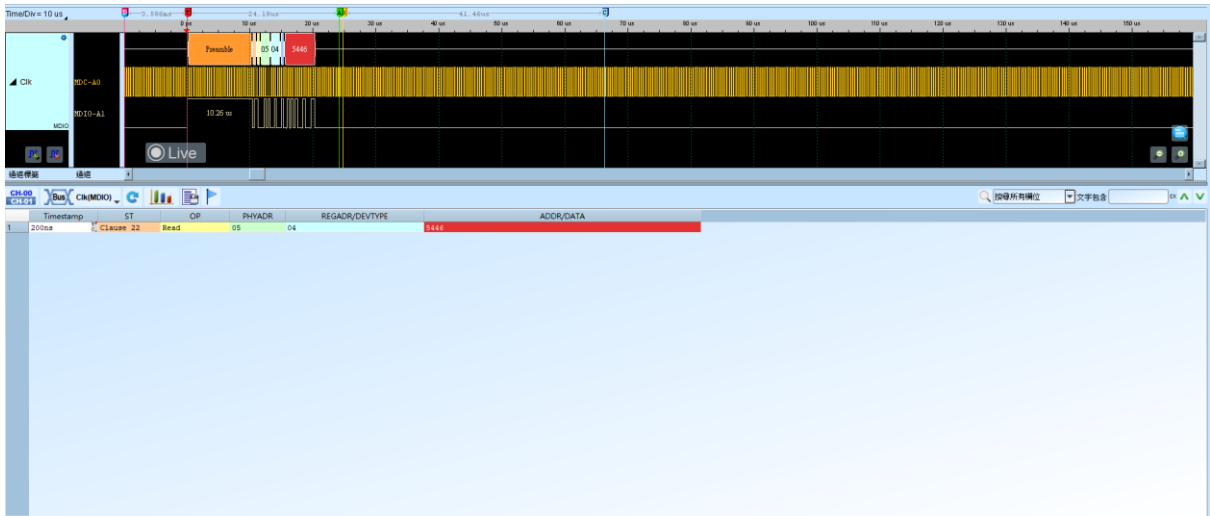 Time/Div = 10 us
24.19us
41.46us
0 ps 10 us 20 us 30 us 40 us 50 us 60 us 70 us 80 us 90 us 100 us 110 us 120 us 130 us 140 us 150 us
Preamble 05 04 5446
Clk MDC-A0
MDIO-A1 10.26 us
MDIO
Live
通道標籤 通道
CH-00
CH-01
Bus Clk(MDIO) 搜尋所有欄位 文字包含
Timestamp ST OP PHYADR REGADR/DEVTYPE ADDR/DATA
1 200ns Clause 22 Read 05 04 5446